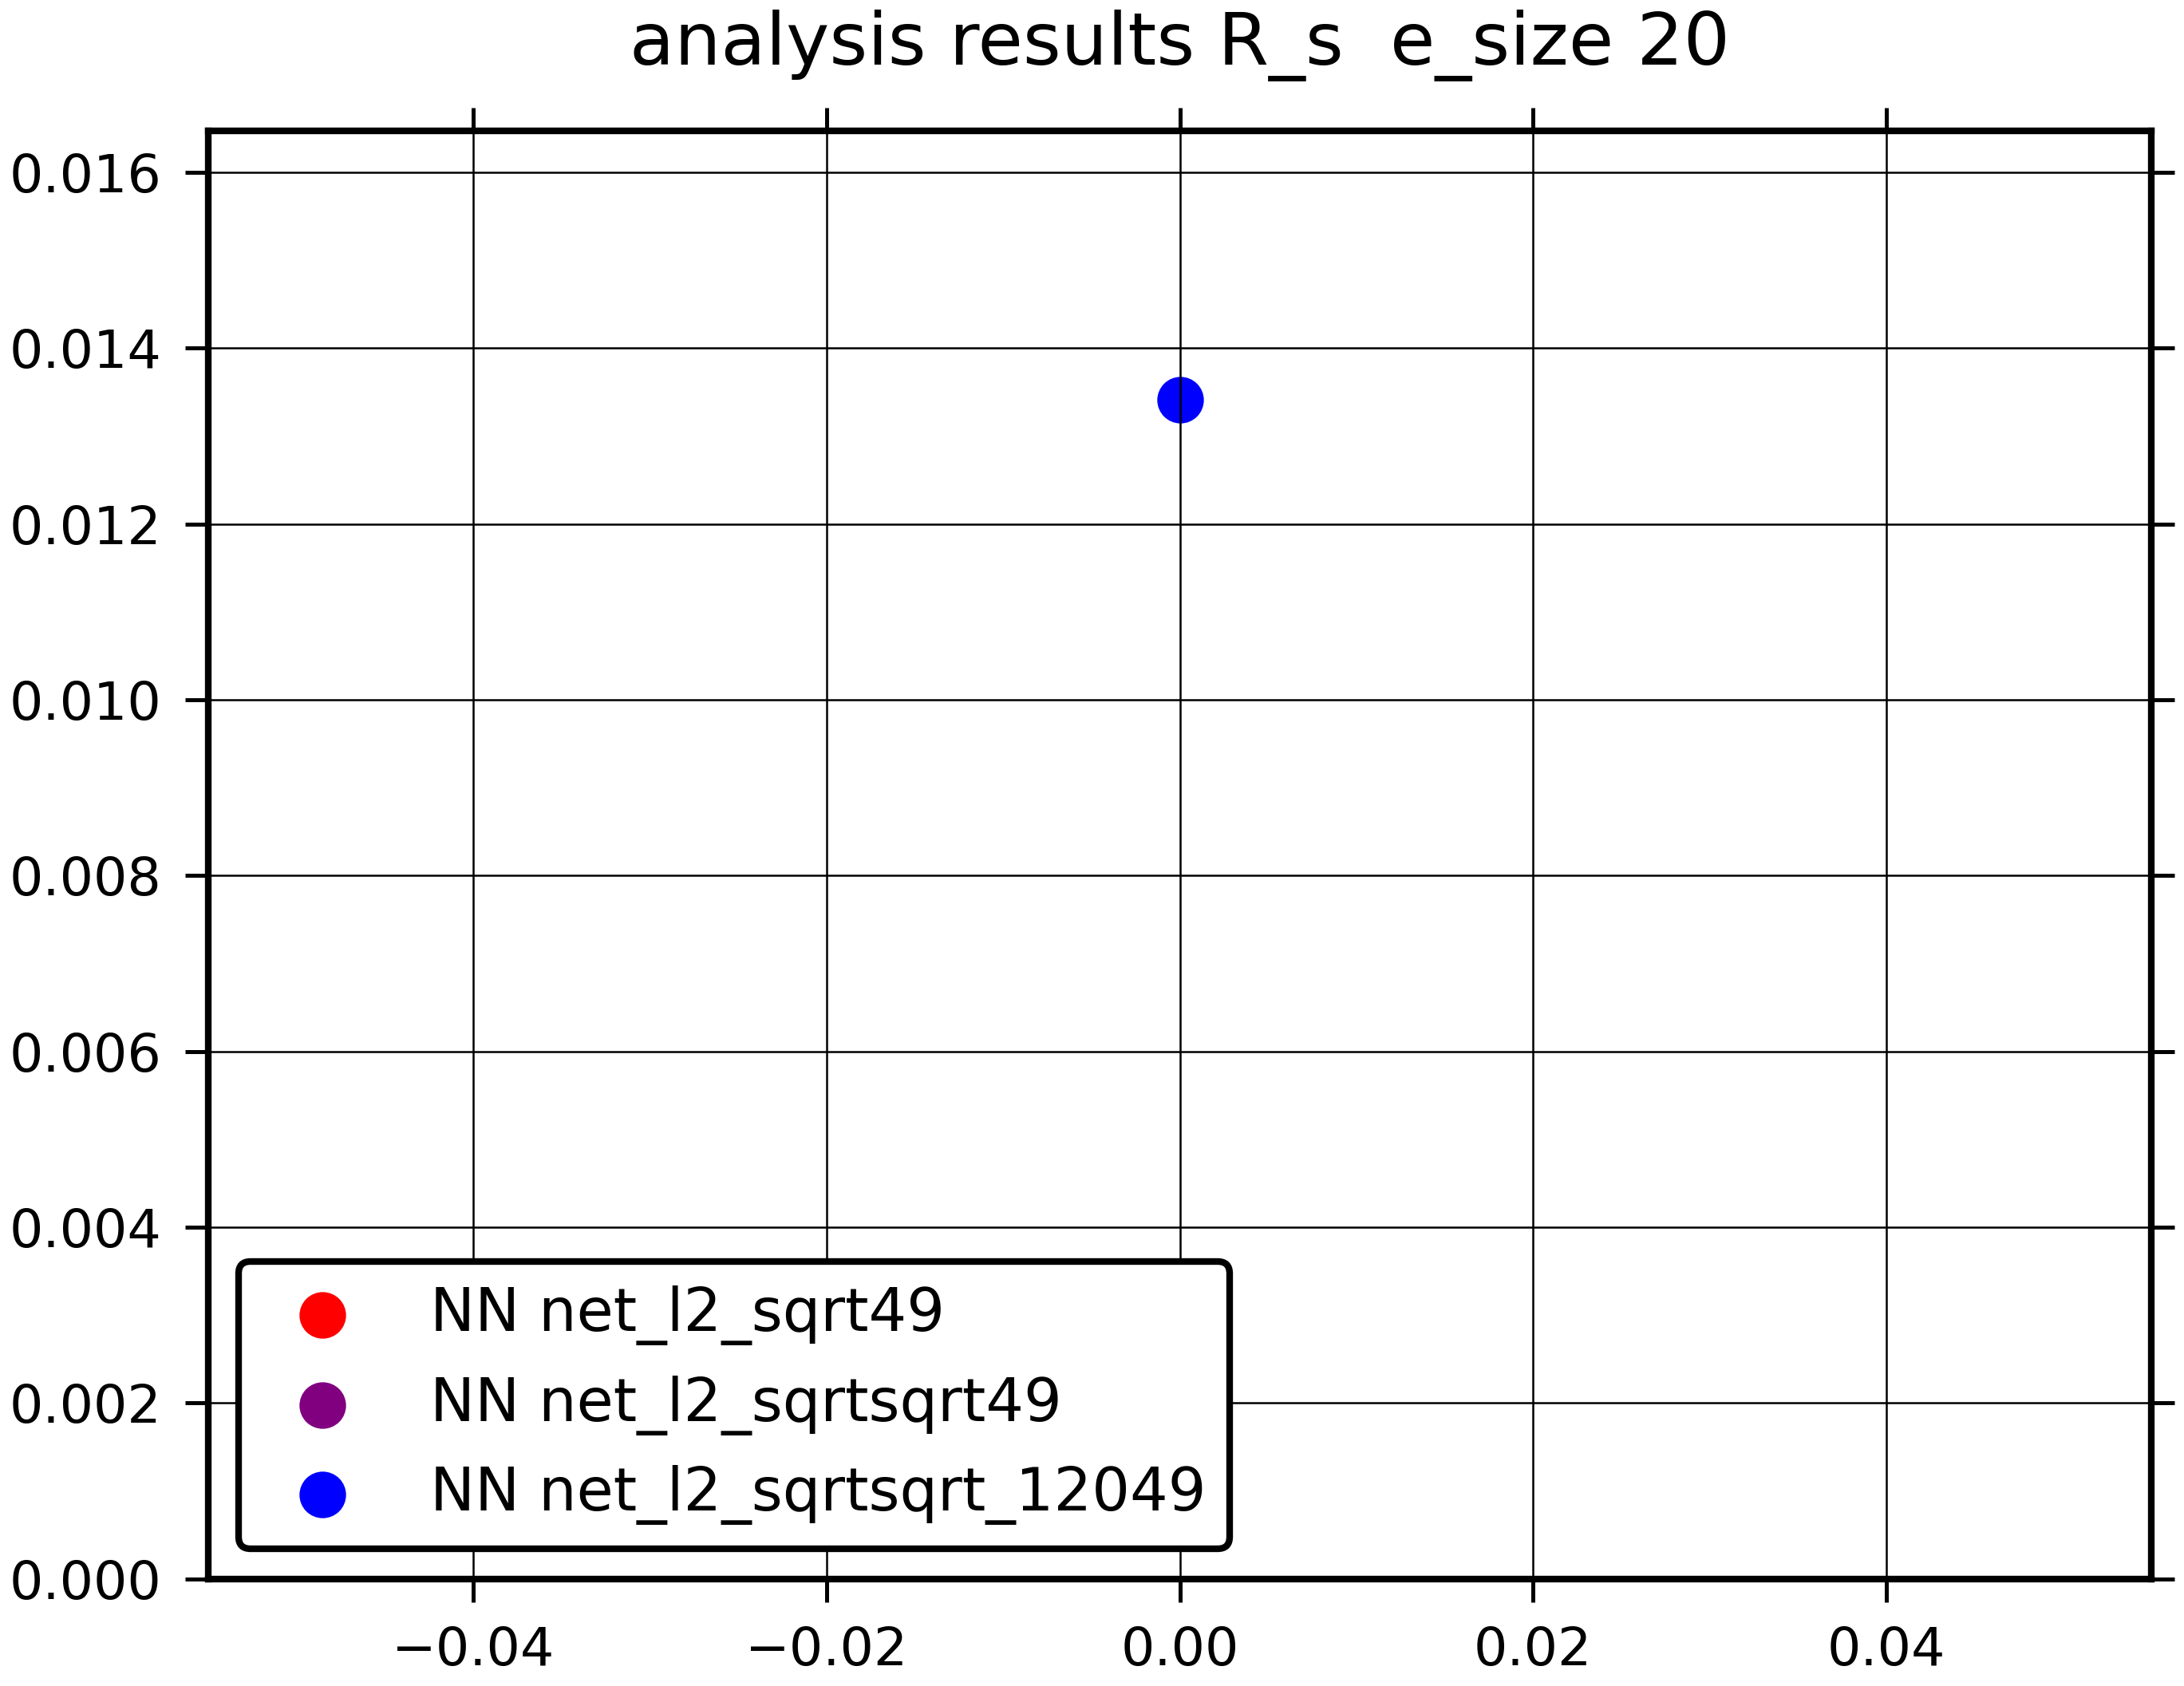 analysis results R_s  e_size 20
0.016
0.014
0.012
0.010
0.008
0.006
0.004
0.002
0.000
NN net_l2_sqrt49
NN net_l2_sqrtsqrt49
NN net_l2_sqrtsqrt_12049
−0.04 −0.02 0.00 0.02 0.04